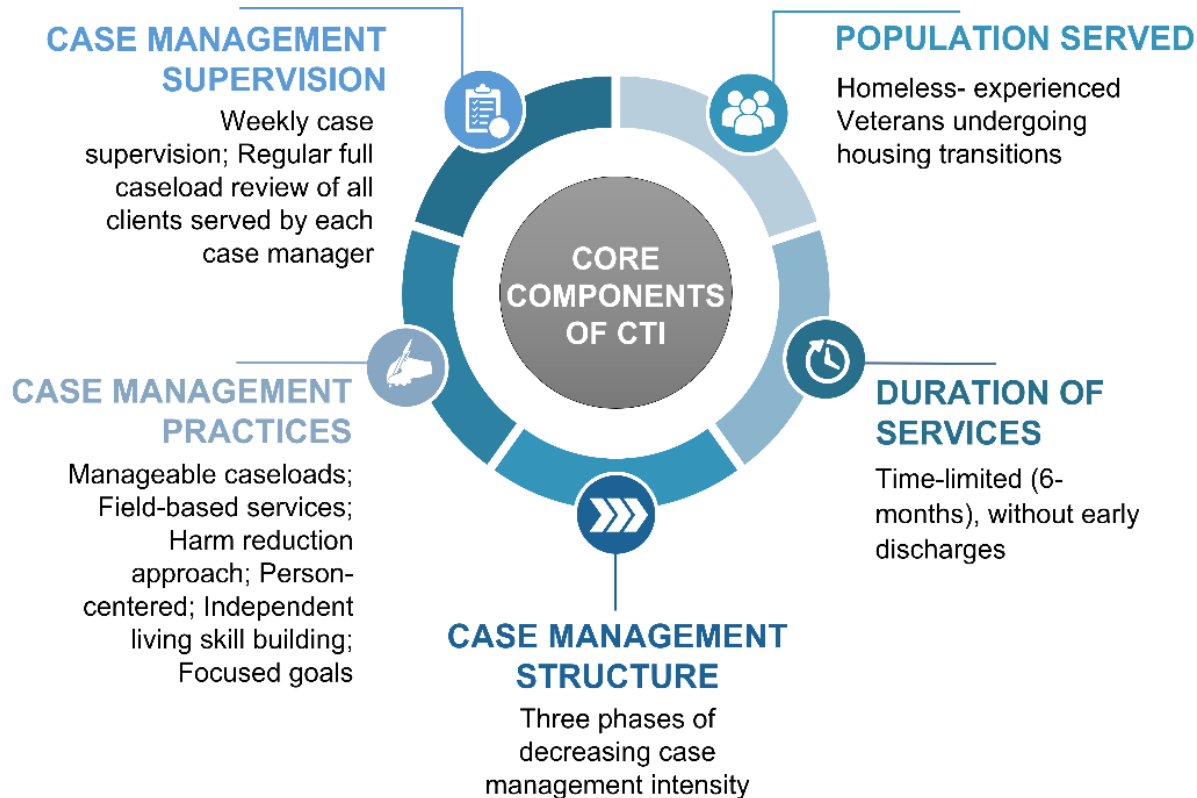 CORE
COMPONENTS
OF CTI
POPULATION SERVED
Homeless- experienced
Veterans undergoing
housing transitions
DURATION OF
SERVICES
Time-limited (6-
months), without early
discharges
CASE MANAGEMENT
STRUCTURE
Three phases of
decreasing case
management intensity
CASE MANAGEMENT
PRACTICES
Manageable caseloads;
Field-based services;
Harm reduction
approach; Person-
centered; Independent
living skill building;
Focused goals
CASE MANAGEMENT
SUPERVISION
Weekly case
supervision; Regular full
caseload review of all
clients served by each
case manager